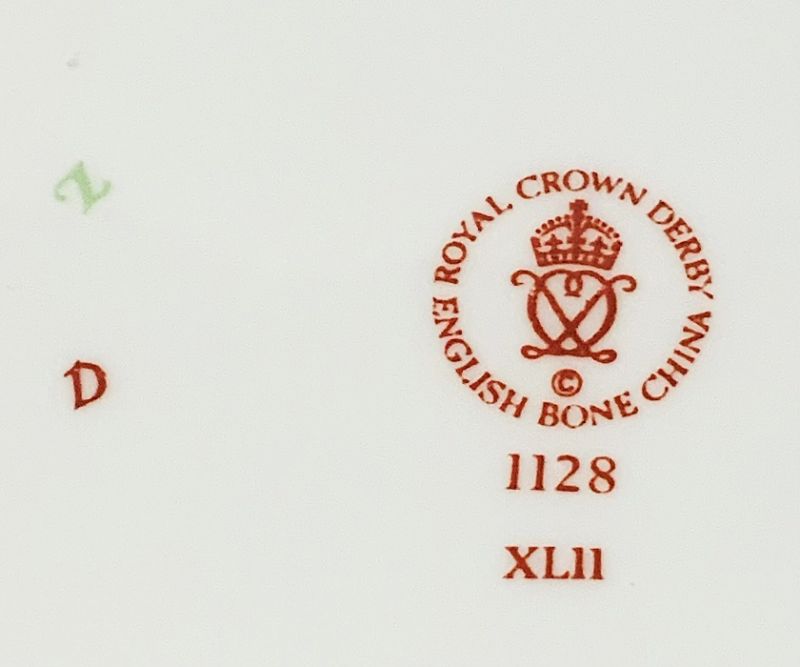 Z
D
ROYAL CROWN DERBY
ENGLISH BONE CHINA
©
1128
XLII